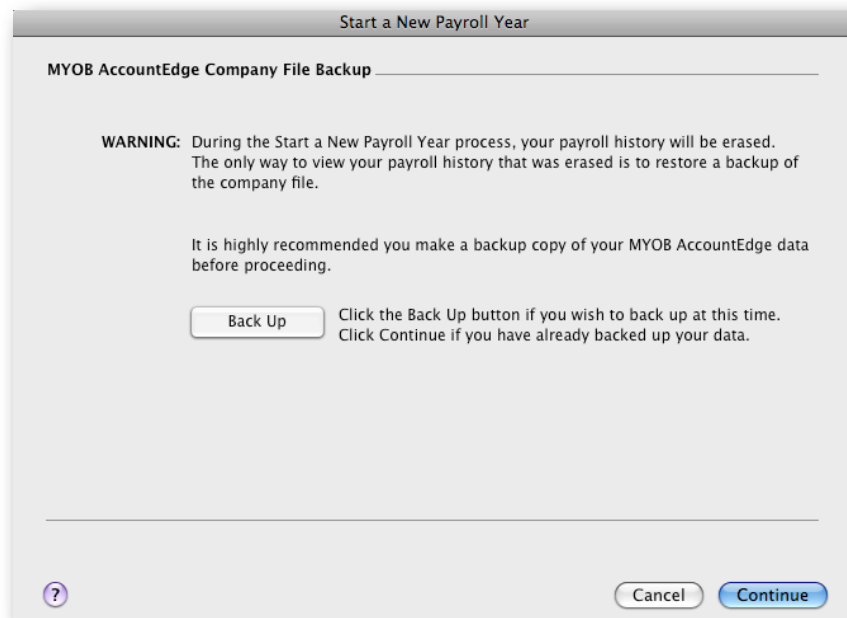 Start a New Payroll Year
MYOB AccountEdge Company File Backup
WARNING: During the Start a New Payroll Year process, your payroll history will be erased.
The only way to view your payroll history that was erased is to restore a backup of
the company file.
It is highly recommended you make a backup copy of your MYOB AccountEdge data
before proceeding.
Back Up
Click the Back Up button if you wish to back up at this time.
Click Continue if you have already backed up your data.
?
Cancel
Continue